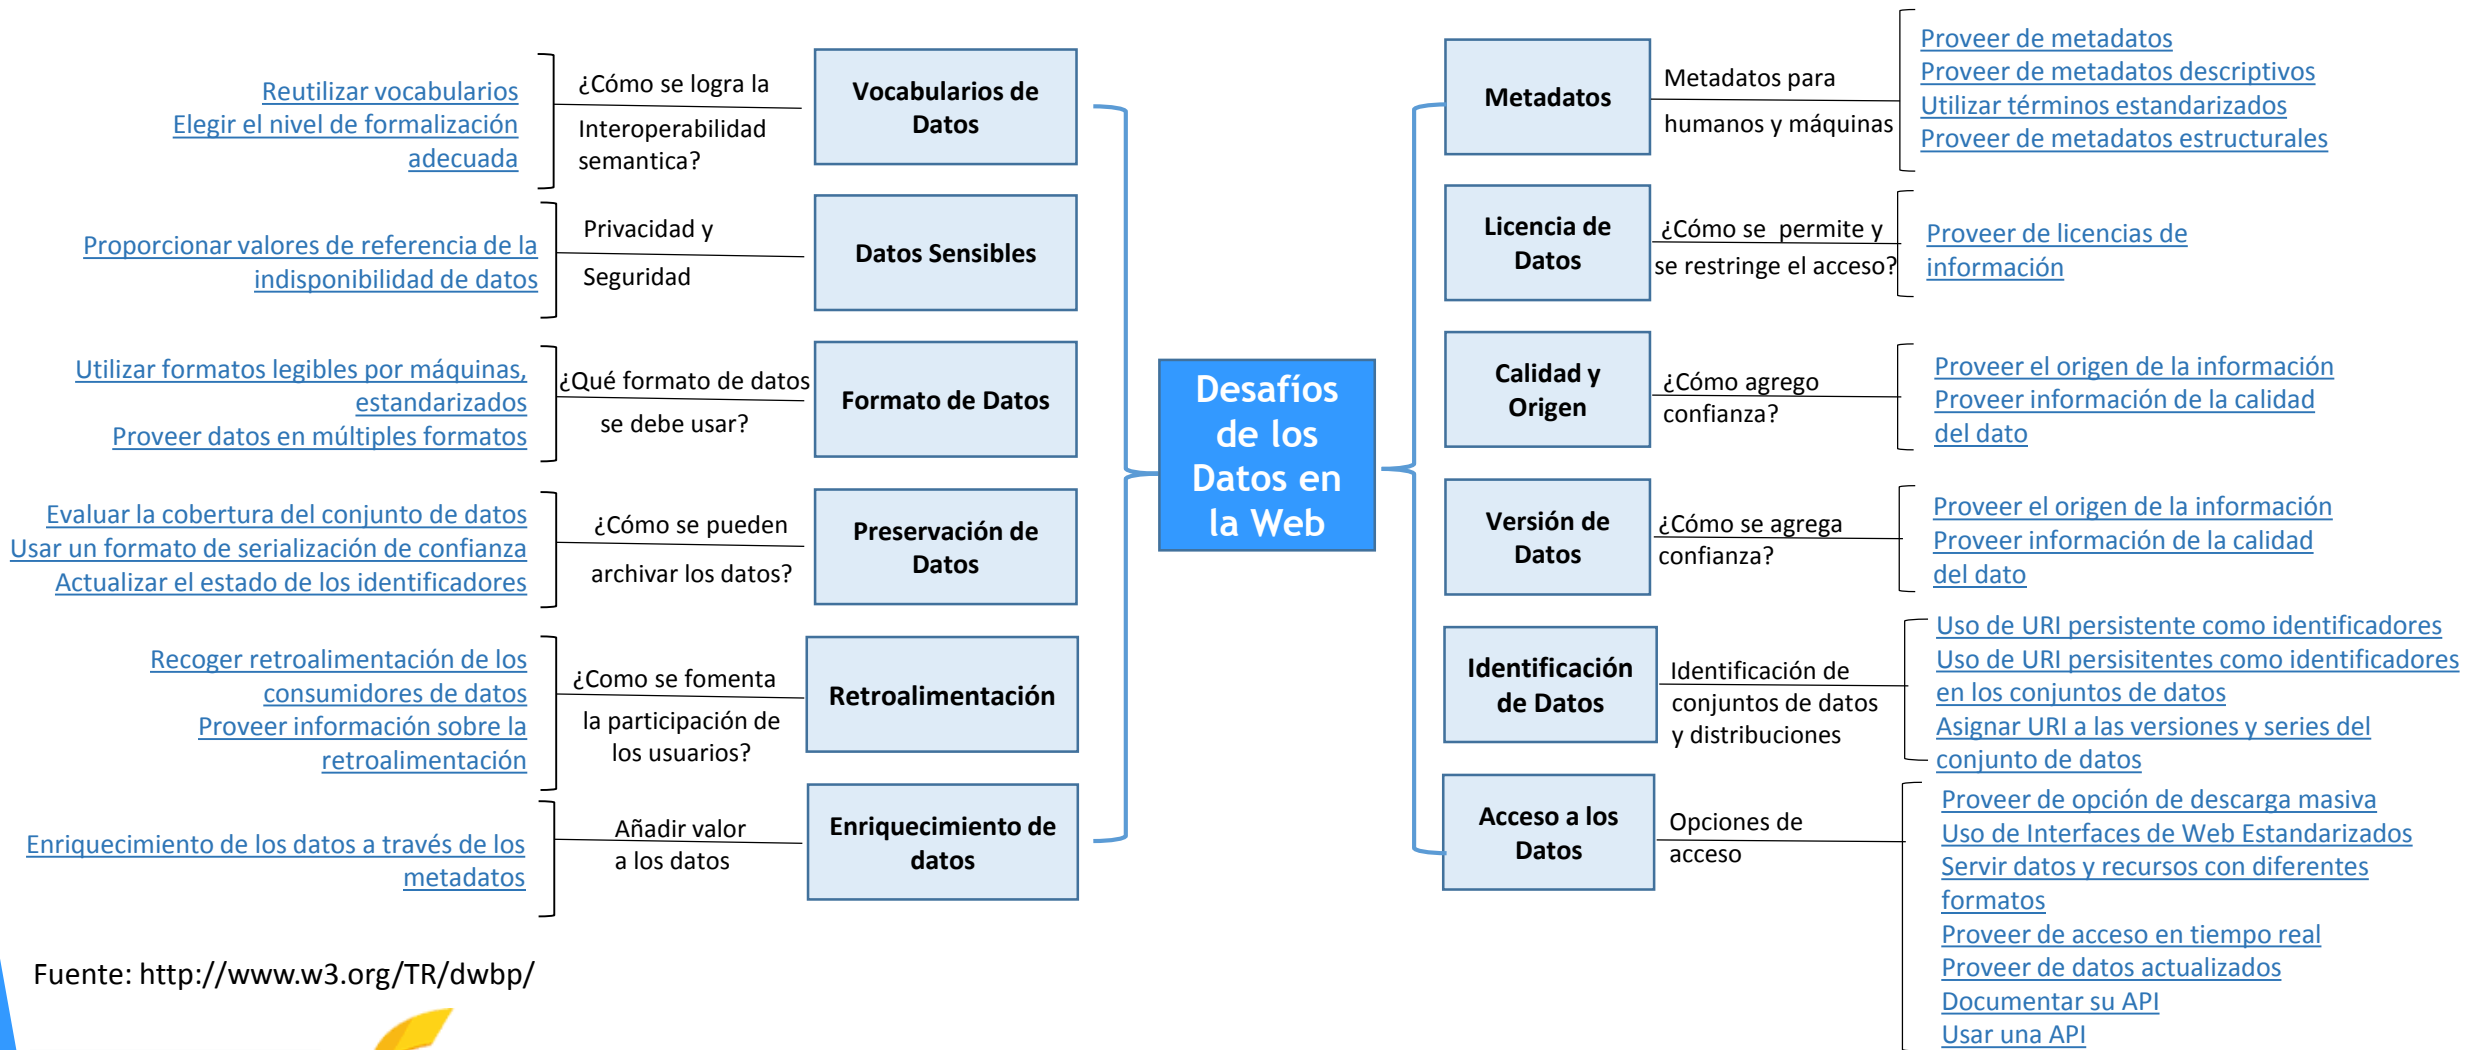 Desafíos
de los
Datos en
la Web
Vocabularios de
Datos
¿Cómo se logra la
Interoperabilidad
semantica?
Reutilizar vocabularios
Elegir el nivel de formalización
adecuada
Datos Sensibles
Privacidad y
Seguridad
Proporcionar valores de referencia de la
indisponibilidad de datos
Formato de Datos
¿Qué formato de datos
se debe usar?
Utilizar formatos legibles por máquinas,
estandarizados
Proveer datos en múltiples formatos
Preservación de
Datos
¿Cómo se pueden
archivar los datos?
Evaluar la cobertura del conjunto de datos
Usar un formato de serialización de confianza
Actualizar el estado de los identificadores
Retroalimentación
¿Como se fomenta
la participación de
los usuarios?
Recoger retroalimentación de los
consumidores de datos
Proveer información sobre la
retroalimentación
Enriquecimiento de
datos
Añadir valor
a los datos
Enriquecimiento de los datos a través de los
metadatos
Metadatos
Metadatos para
humanos y máquinas
Proveer de metadatos
Proveer de metadatos descriptivos
Utilizar términos estandarizados
Proveer de metadatos estructurales
Licencia de
Datos
¿Cómo se  permite y
se restringe el acceso?
Proveer de licencias de
información
Calidad y
Origen
¿Cómo agrego
confianza?
Proveer el origen de la información
Proveer información de la calidad
del dato
Versión de
Datos
¿Cómo se agrega
confianza?
Proveer el origen de la información
Proveer información de la calidad
del dato
Identificación
de Datos
Identificación de
conjuntos de datos
y distribuciones
Uso de URI persistente como identificadores
Uso de URI persisitentes como identificadores
en los conjuntos de datos
Asignar URI a las versiones y series del
conjunto de datos
Acceso a los
Datos
Opciones de
acceso
Proveer de opción de descarga masiva
Uso de Interfaces de Web Estandarizados
Servir datos y recursos con diferentes
formatos
Proveer de acceso en tiempo real
Proveer de datos actualizados
Documentar su API
Usar una API
Fuente: http://www.w3.org/TR/dwbp/